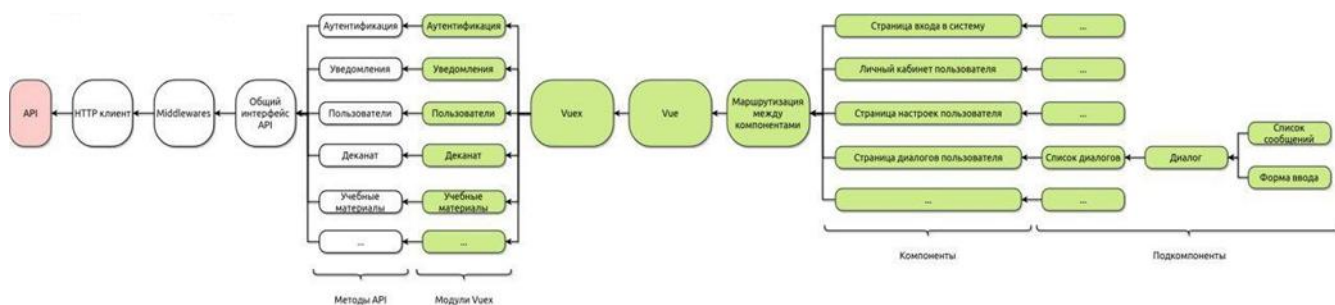 API
HTTP клиент
Middlewares
Общий
интерфейс
API
Аутентификация
Уведомления
Пользователи
Деканат
Учебные
материалы
...
Методы API
Аутентификация
Уведомления
Пользователи
Деканат
Учебные
материалы
...
Модули Vuex
Vuex
Vue
Маршрутизация
между
компонентами
Страница входа в систему
Личный кабинет пользователя
Страница настроек пользователя
Страница диалогов пользователя
...
Компоненты
...
...
...
Список диалогов
...
Диалог
Список
сообщений
Форма ввода
Подкомпоненты